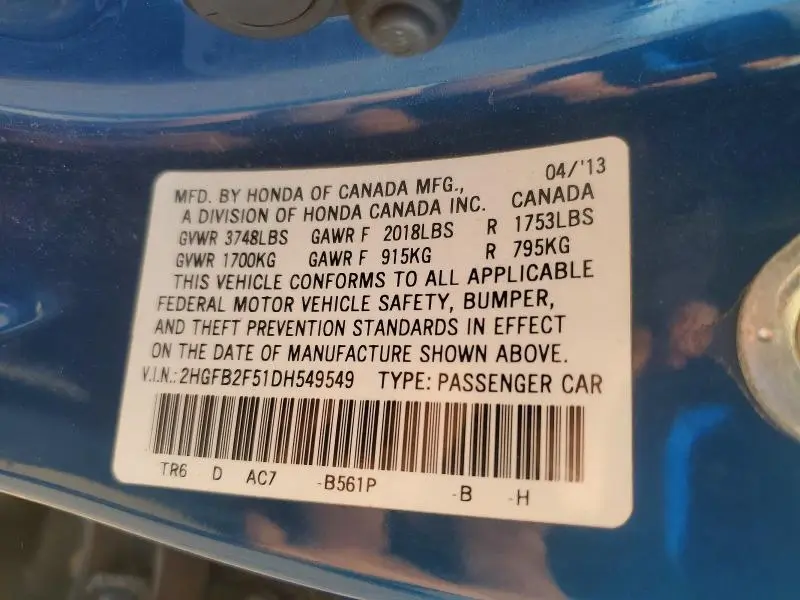 04/'13
MFD. BY HONDA OF CANADA MFG.,
A DIVISION OF HONDA CANADA INC. CANADA
GVWR 3748LBS GAWR F 2018LBS R 1753LBS
GVWR 1700KG GAWR F 915KG R 795KG
THIS VEHICLE CONFORMS TO ALL APPLICABLE
FEDERAL MOTOR VEHICLE SAFETY, BUMPER,
AND THEFT PREVENTION STANDARDS IN EFFECT
ON THE DATE OF MANUFACTURE SHOWN ABOVE.
V.I.N.: 2HGFB2F51DH549549 TYPE: PASSENGER CAR
TR6 D AC7 -B561P -B -H